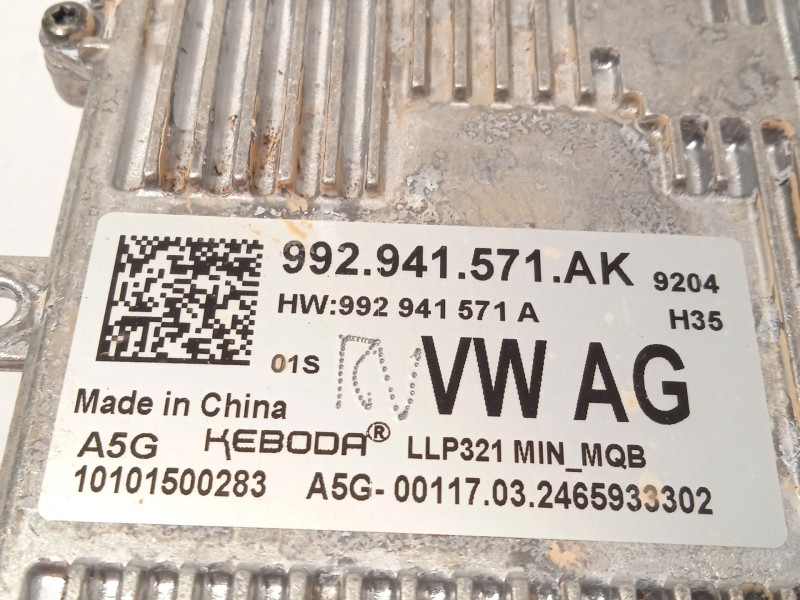 992.941.571.AK 9204
HW:992 941 571 A H35
01S VW AG
Made in China
A5G KEBODA® LLP321 MIN_MQB
10101500283 A5G-00117.03.2465933302